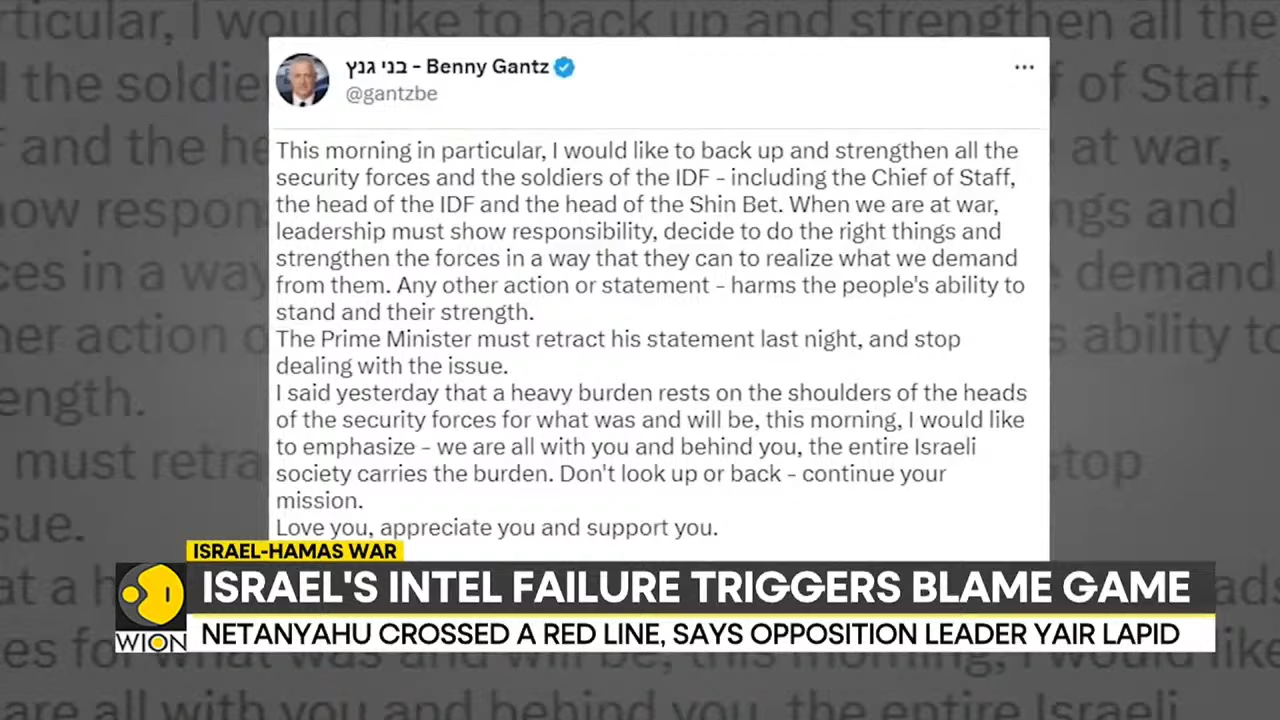 בני גנץ - Benny Gantz
@gantzbe
This morning in particular, I would like to back up and strengthen all the
security forces and the soldiers of the IDF - including the Chief of Staff,
the head of the IDF and the head of the Shin Bet. When we are at war,
leadership must show responsibility, decide to do the right things and
strengthen the forces in a way that they can to realize what we demand
from them. Any other action or statement - harms the people's ability to
stand and their strength.
The Prime Minister must retract his statement last night, and stop
dealing with the issue.
I said yesterday that a heavy burden rests on the shoulders of the heads
of the security forces for what was and will be, this morning, I would like
to emphasize - we are all with you and behind you, the entire Israeli
society carries the burden. Don't look up or back - continue your
mission.
Love you, appreciate you and support you.
ISRAEL-HAMAS WAR
ISRAEL'S INTEL FAILURE TRIGGERS BLAME GAME
NETANYAHU CROSSED A RED LINE, SAYS OPPOSITION LEADER YAIR LAPID
WION